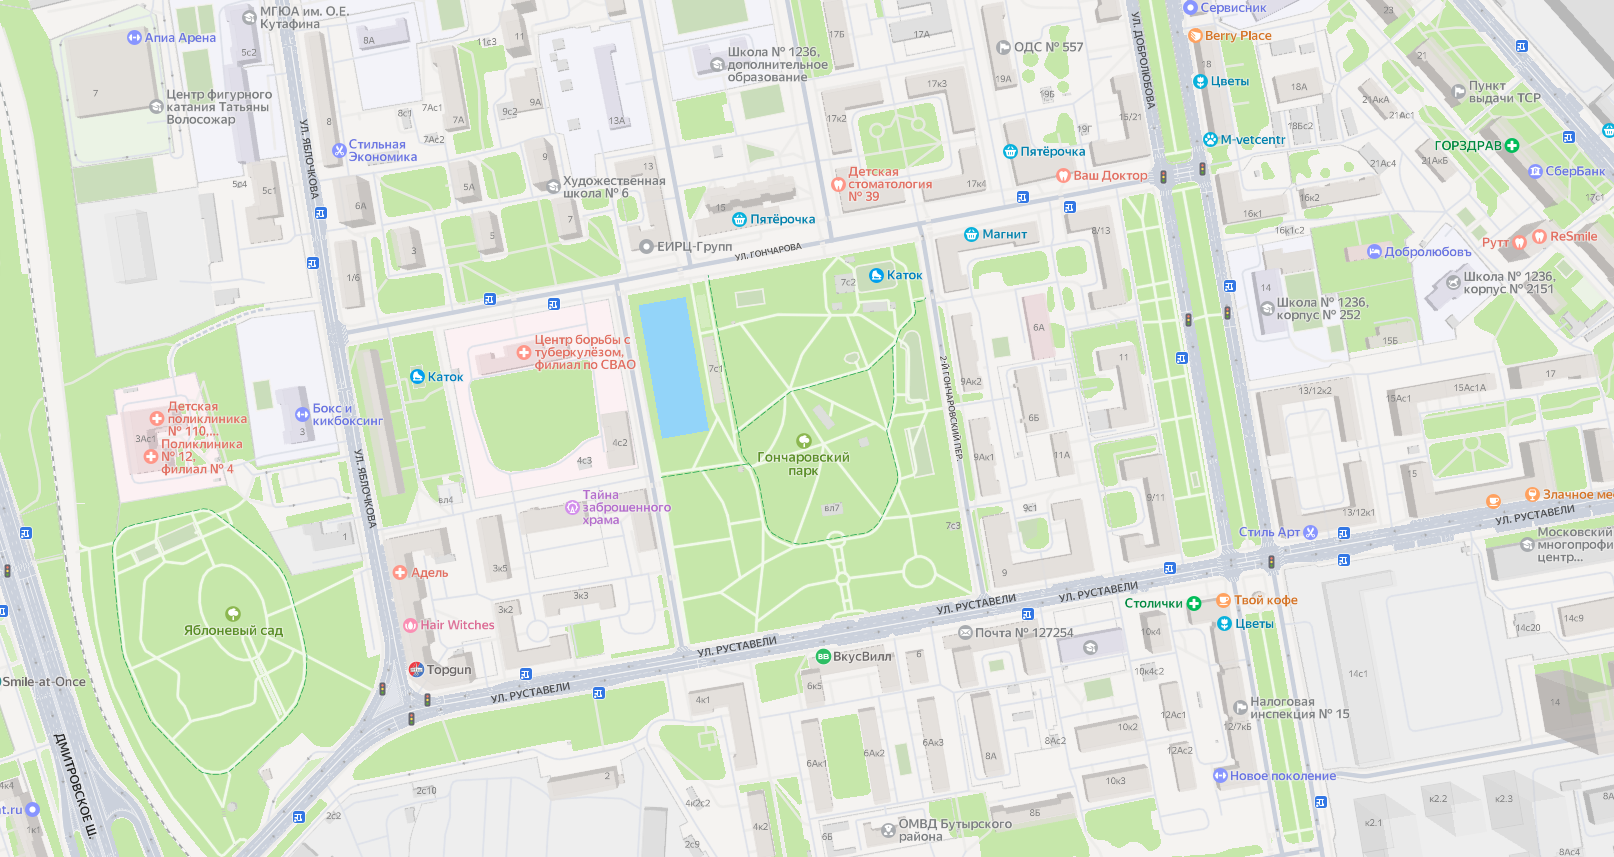 МГЮА им. О.Е.
Кутафина
Апиа Арена
5с2
8А
11с3
17Б
17А
23
Сервисник
Berry Place
ОДС № 557
Школа № 1236,
дополнительное
образование
УЛ. ДОБРОЛЮБОВА
18
Цветы
18А
Пункт
выдачи ТСР
7
Центр фигурного
катания Татьяны
Волосожар
7Ас1
9А
9с2
13А
17к3
19А
19Б
21АкА
21Ас1
8
УЛ. ЯБЛОЧКОВА
7Ас2
17к2
19Г
15/21
18Бс2
M-vetcentr
ГОРЗДРАВ
Стильная
Экономика
9
13
Пятёрочка
21Ас4
21АкБ
СберБанк
5р4
5с1
Художественная
школа № 6
Детская
стоматология
№ 39
17к4
Ваш Доктор
16к2
17с1
6А
5А
7
15
Пятёрочка
16к1
3
5
ЕИРЦ-Групп
УЛ. ГОНЧАРОВА
Магнит
8/13
16к1с2
Добролюбовъ
Рутт
ReSmile
1/6
7с2
Каток
14
Школа № 1236,
корпус № 252
Школа № 1236,
корпус № 2151
Центр борьбы с
туберкулёзом,
филиал по СВАО
6А
11
Каток
7с1
2-Й ГОНЧАРОВСКИЙ ПЕР.
9Ак2
13/12к2
15Ас1А
17
15Ас1
Детская
поликлиника
№ 110,...
Поликлиника
№ 12,
филиал № 4
3Ас1
Бокс и
кикбоксинг
3
6Б
4с2
4с3
УЛ. ЯБЛОЧКОВА
Гончаровский
парк
9Ак1
15
вл4
Тайна
заброшенного
храма
вл7
7с3
9с1
9/11
13/12к1
Злачное ме
УЛ. РУСТАВЕЛИ
1
Стиль Арт
Московский
многопрофи
центр...
3к5
Адель
9
3к3
3к2
УЛ. РУСТАВЕЛИ
УЛ. РУСТАВЕЛИ
Столички
Твой кофе
Цветы
Яблоневый сад
Hair Witches
Почта № 127254
10к4
14с20
14с9
УЛ. РУСТАВЕЛИ
ВкусВилл
Б
Smile-at-Once
Topgun
УЛ. РУСТАВЕЛИ
6к5
10к4с2
14с1
4к1
12Ас1
Налоговая
инспекция № 15
14
ДМИТРОВСКОЕ Ш.
6Ак3
8Ас2
10к2
12/7кБ
6Ак2
8А
12Ас2
6Ак1
2
10к3
Новое поколение
4к4
2с10
4к2с2
к2.2
к2.3
8А
at.ru
1к1
2с2
4к2
6Б
ОМВД Бутырского
района
8Б
к2.1
2с9
8Ас4